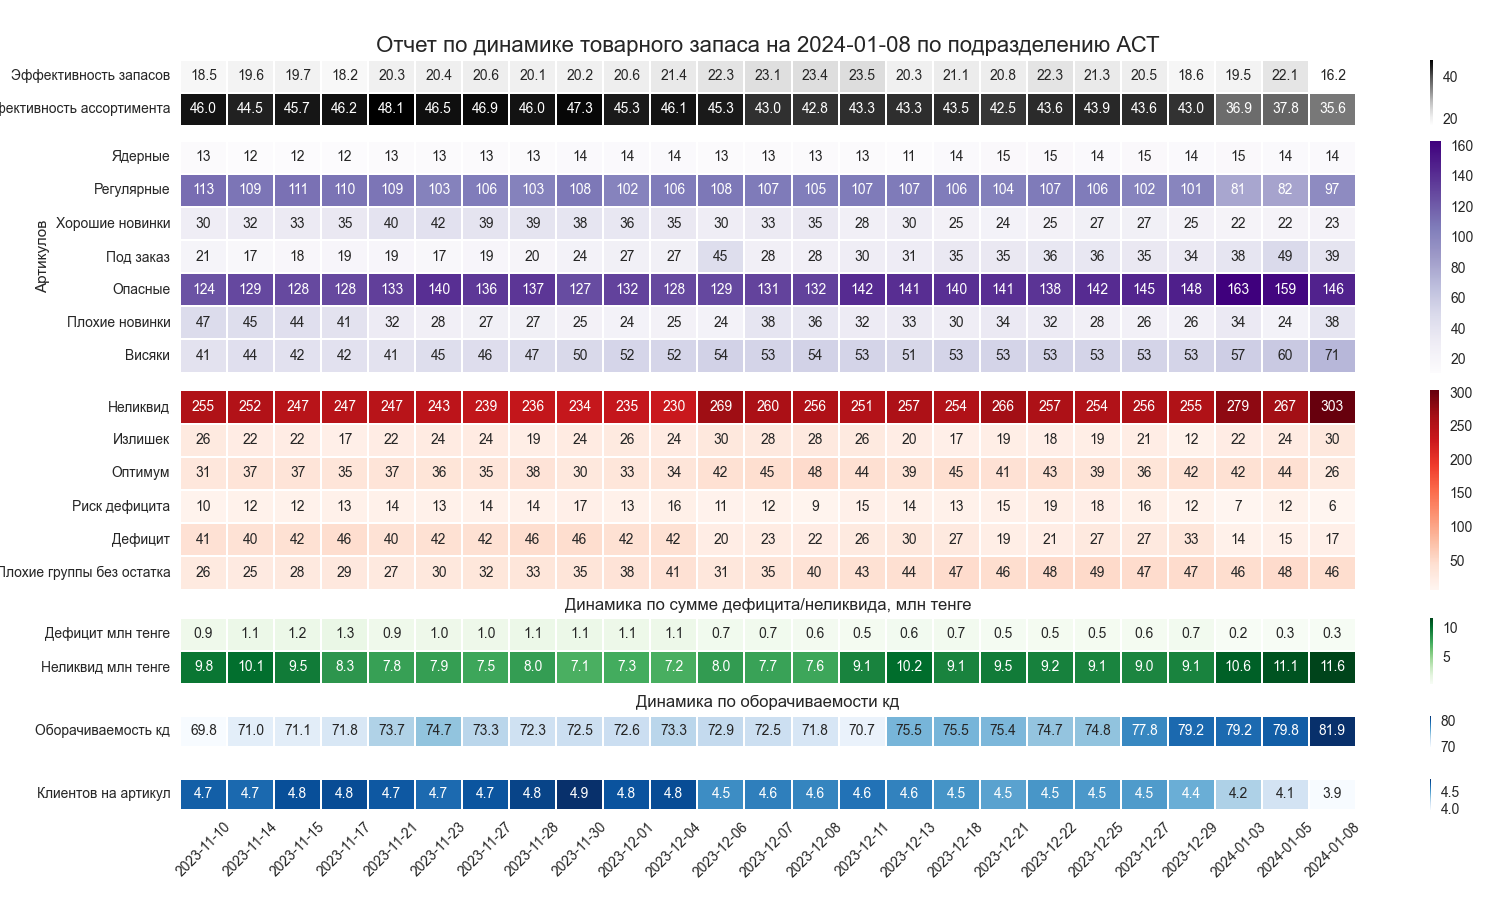 Отчет по динамике товарного запаса на 2024-01-08 по подразделению АСТ
Эффективность запасов 18.5 19.6 19.7 18.2 20.3 20.4 20.6 20.1 20.2 20.6 21.4 22.3 23.1 23.4 23.5 20.3 21.1 20.8 22.3 21.3 20.5 18.6 19.5 22.1 16.2
фективность ассортимента 46.0 44.5 45.7 46.2 48.1 46.5 46.9 46.0 47.3 45.3 46.1 45.3 43.0 42.8 43.3 43.3 43.5 42.5 43.6 43.9 43.6 43.0 36.9 37.8 35.6
40
20
Артикулов
Ядерные 13 12 12 12 13 13 13 13 14 14 14 13 13 13 13 11 14 15 15 14 15 14 15 14 14
Регулярные 113 109 111 110 109 103 106 103 108 102 106 108 107 105 107 107 106 104 107 106 102 101 81 82 97
Хорошие новинки 30 32 33 35 40 42 39 39 38 36 35 30 33 35 28 30 25 24 25 27 27 25 22 22 23
Под заказ 21 17 18 19 19 17 19 20 24 27 27 45 28 28 30 31 35 35 36 36 35 34 38 49 39
Опасные 124 129 128 128 133 140 136 137 127 132 128 129 131 132 142 141 140 141 138 142 145 148 163 159 146
Плохие новинки 47 45 44 41 32 28 27 27 25 24 25 24 38 36 32 33 30 34 32 28 26 26 34 24 38
Висяки 41 44 42 42 41 45 46 47 50 52 52 54 53 54 53 51 53 53 53 53 53 53 57 60 71
160
140
120
100
80
60
40
20
Неликвид 255 252 247 247 247 243 239 236 234 235 230 269 260 256 251 257 254 266 257 254 256 255 279 267 303
Излишек 26 22 22 17 22 24 24 19 24 26 24 30 28 28 26 20 17 19 18 19 21 12 22 24 30
Оптимум 31 37 37 35 37 36 35 38 30 33 34 42 45 48 44 39 45 41 43 39 36 42 42 44 26
Риск дефицита 10 12 12 13 14 13 14 14 17 13 16 11 12 9 15 14 13 15 19 18 16 12 7 12 6
Дефицит 41 40 42 46 40 42 42 46 46 42 42 20 23 22 26 30 27 19 21 27 27 33 14 15 17
Плохие группы без остатка 26 25 28 29 27 30 32 33 35 38 41 31 35 40 43 44 47 46 48 49 47 47 46 48 46
300
250
200
150
100
50
Динамика по сумме дефицита/неликвида, млн тенге
Дефицит млн тенге 0.9 1.1 1.2 1.3 0.9 1.0 1.0 1.1 1.1 1.1 1.1 0.7 0.7 0.6 0.5 0.6 0.7 0.5 0.5 0.5 0.6 0.7 0.2 0.3 0.3
Неликвид млн тенге 9.8 10.1 9.5 8.3 7.8 7.9 7.5 8.0 7.1 7.3 7.2 8.0 7.7 7.6 9.1 10.2 9.1 9.5 9.2 9.1 9.0 9.1 10.6 11.1 11.6
10
5
Динамика по оборачиваемости кд
Оборачиваемость кд 69.8 71.0 71.1 71.8 73.7 74.7 73.3 72.3 72.5 72.6 73.3 72.9 72.5 71.8 70.7 75.5 75.5 75.4 74.7 74.8 77.8 79.2 79.2 79.8 81.9
80
70
Клиентов на артикул 4.7 4.7 4.8 4.8 4.7 4.7 4.7 4.8 4.9 4.8 4.8 4.5 4.6 4.6 4.6 4.6 4.5 4.5 4.5 4.5 4.5 4.4 4.2 4.1 3.9
4.5
4.0
2023-11-10 2023-11-14 2023-11-15 2023-11-17 2023-11-21 2023-11-23 2023-11-27 2023-11-28 2023-11-30 2023-12-01 2023-12-04 2023-12-06 2023-12-07 2023-12-08 2023-12-11 2023-12-13 2023-12-18 2023-12-21 2023-12-22 2023-12-25 2023-12-27 2023-12-29 2024-01-03 2024-01-05 2024-01-08